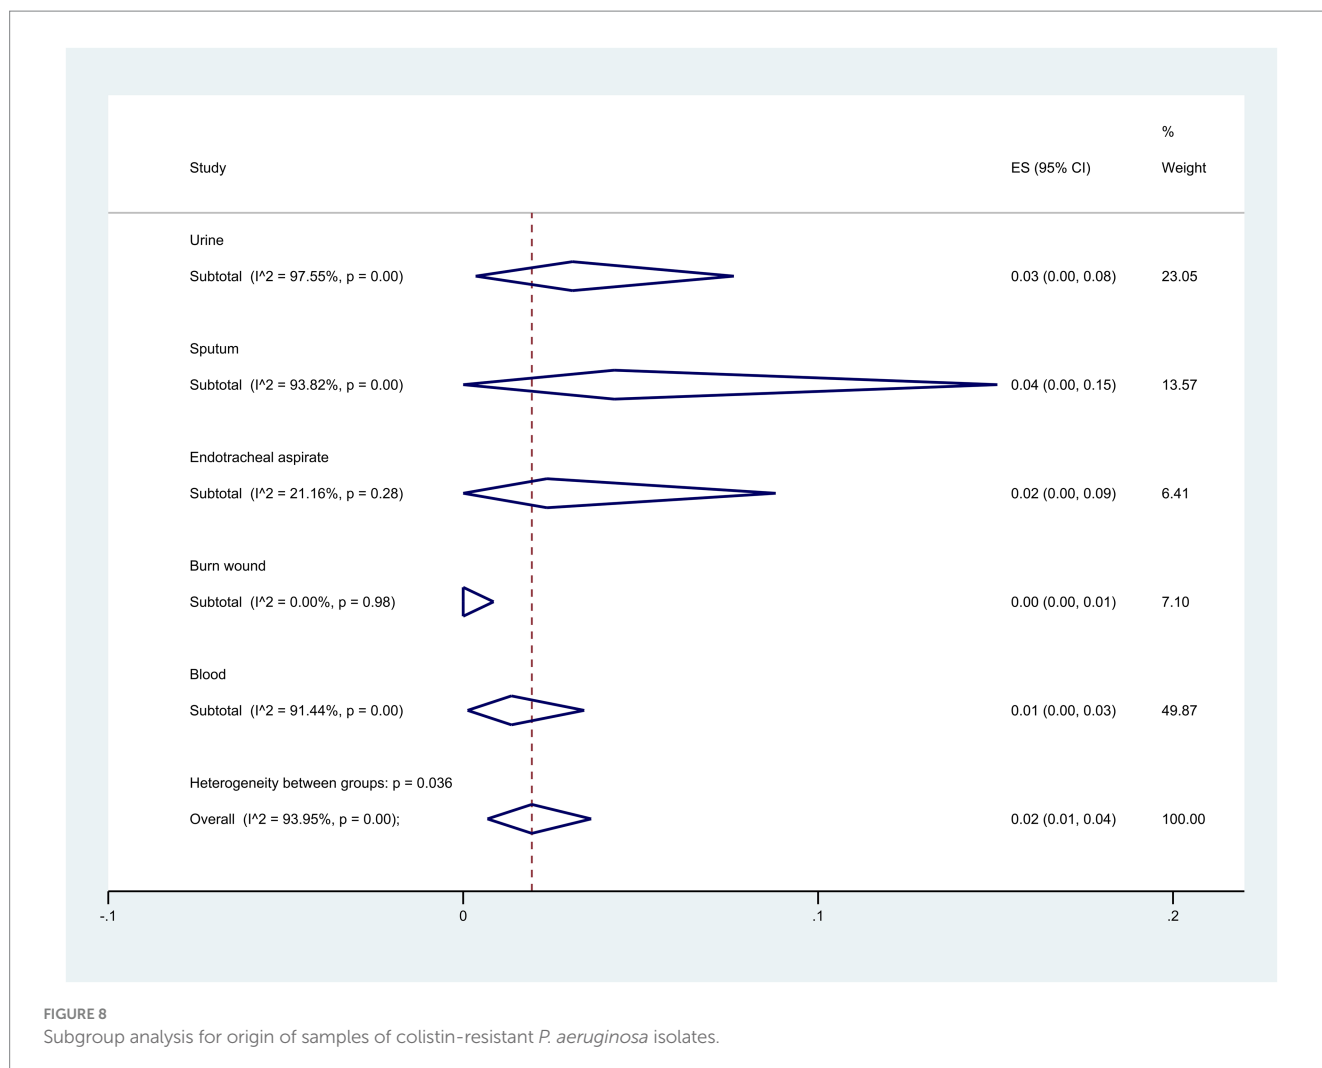 %
Study ES (95% CI) Weight
Urine
Subtotal (I^2 = 97.55%, p = 0.00) 0.03 (0.00, 0.08) 23.05
Sputum
Subtotal (I^2 = 93.82%, p = 0.00) 0.04 (0.00, 0.15) 13.57
Endotracheal aspirate
Subtotal (I^2 = 21.16%, p = 0.28) 0.02 (0.00, 0.09) 6.41
Burn wound
Subtotal (I^2 = 0.00%, p = 0.98) 0.00 (0.00, 0.01) 7.10
Blood
Subtotal (I^2 = 91.44%, p = 0.00) 0.01 (0.00, 0.03) 49.87
Heterogeneity between groups: p = 0.036
Overall (I^2 = 93.95%, p = 0.00); 0.02 (0.01, 0.04) 100.00
-.1 0 .1 .2
FIGURE 8
Subgroup analysis for origin of samples of colistin-resistant P. aeruginosa isolates.